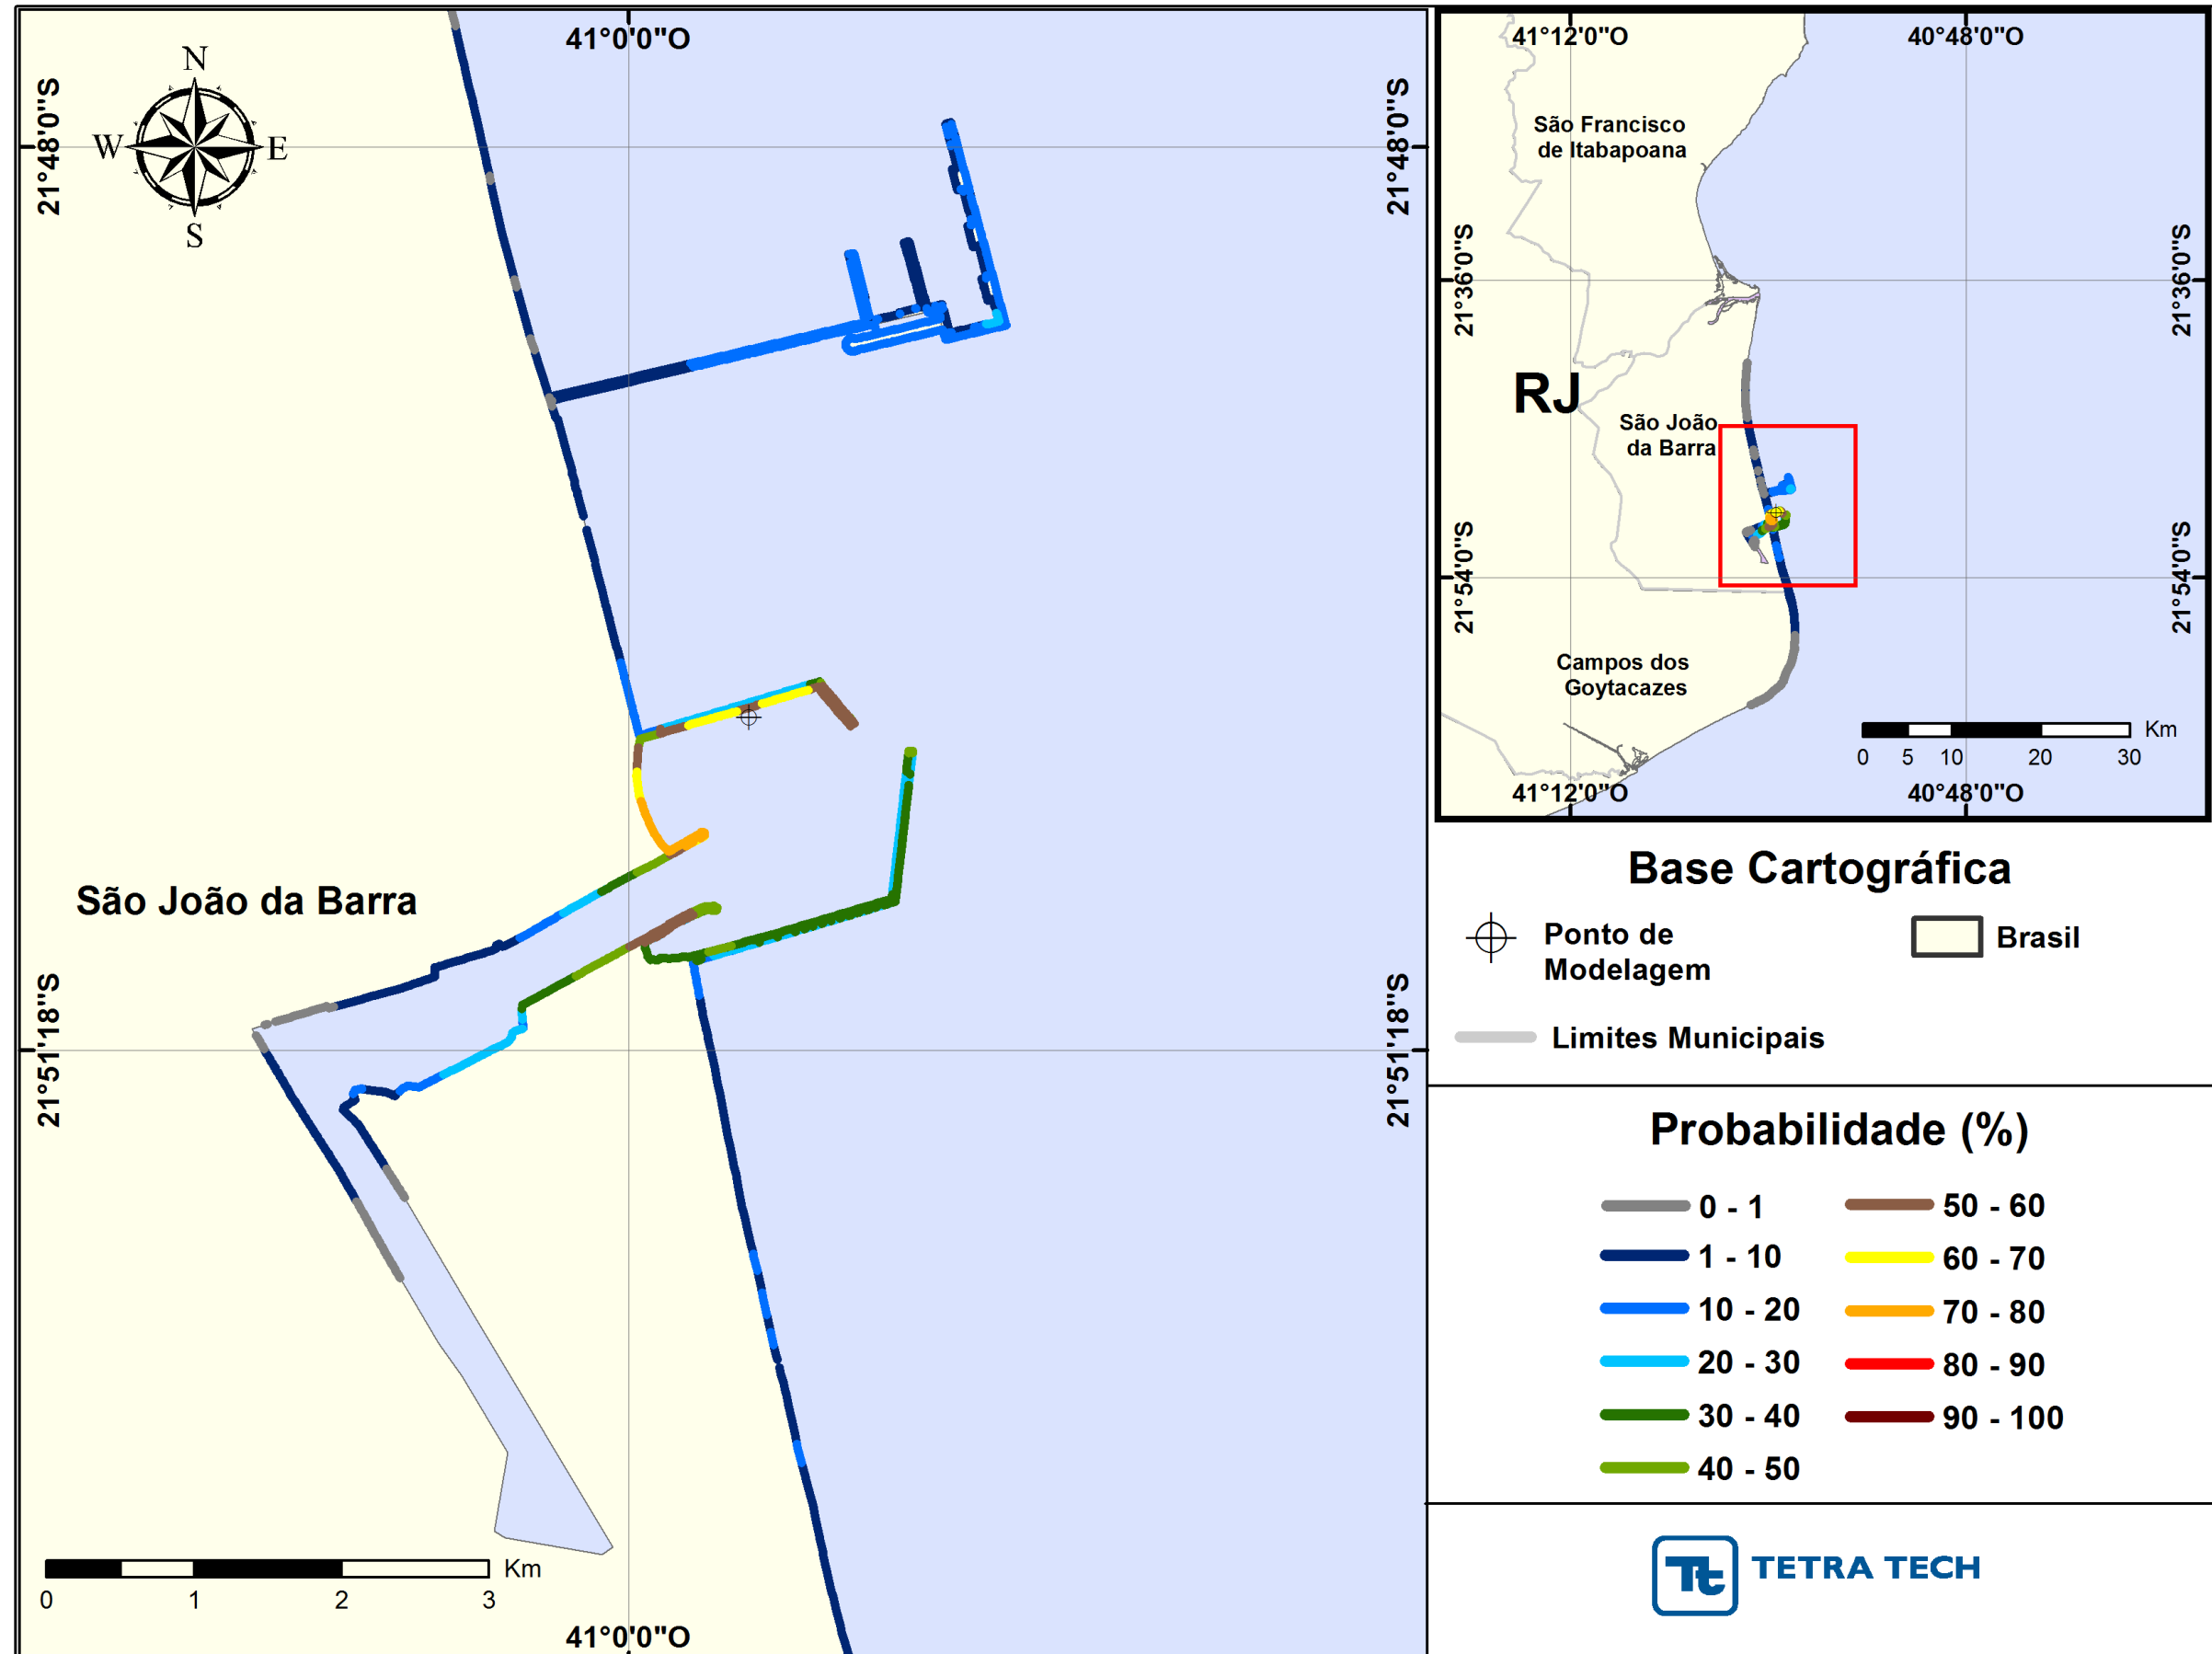 41°0'0"O
21°48'0"S
21°48'0"S
N
W
E
S
São João da Barra
21°51'18"S
21°51'18"S
Km
0
1
2
3
41°0'0"O
41°12'0"O
40°48'0"O
São Francisco
de Itabapoana
21°36'0"S
21°36'0"S
RJ
São João
da Barra
21°54'0"S
21°54'0"S
Campos dos
Goytacazes
Km
0
5
10
20
30
41°12'0"O
40°48'0"O
Base Cartográfica
Ponto de
Modelagem
Brasil
Limites Municipais
Probabilidade (%)
0 - 1
1 - 10
10 - 20
20 - 30
30 - 40
40 - 50
50 - 60
60 - 70
70 - 80
80 - 90
90 - 100
Tt
TETRA TECH